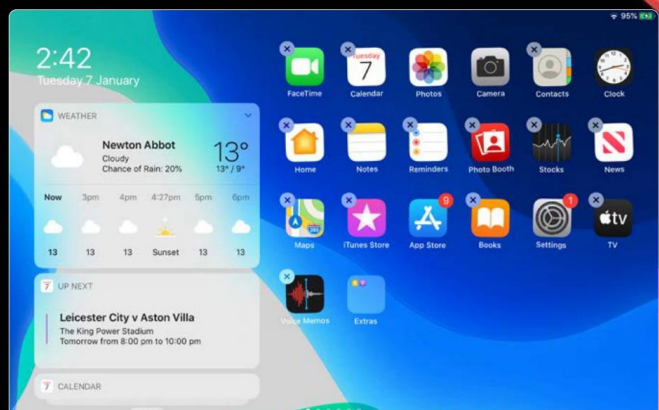 95%
2:42
Tuesday 7 January
WEATHER
Newton Abbot
Cloudy
Chance of Rain: 20%
13°
13° / 9°
Now 3pm 4pm 4:27pm 5pm 6pm
13 13 13 Sunset 13 13
7 UP NEXT
Leicester City v Aston Villa
The King Power Stadium
Tomorrow from 8:00 pm to 10:00 pm
7 CALENDAR
Tuesday
7
FaceTime Calendar Photos Camera Contacts Clock
Home Notes Reminders Photo Booth Stocks News
9 1
tv
Maps iTunes Store App Store Books Settings TV
Voice Memos Extras